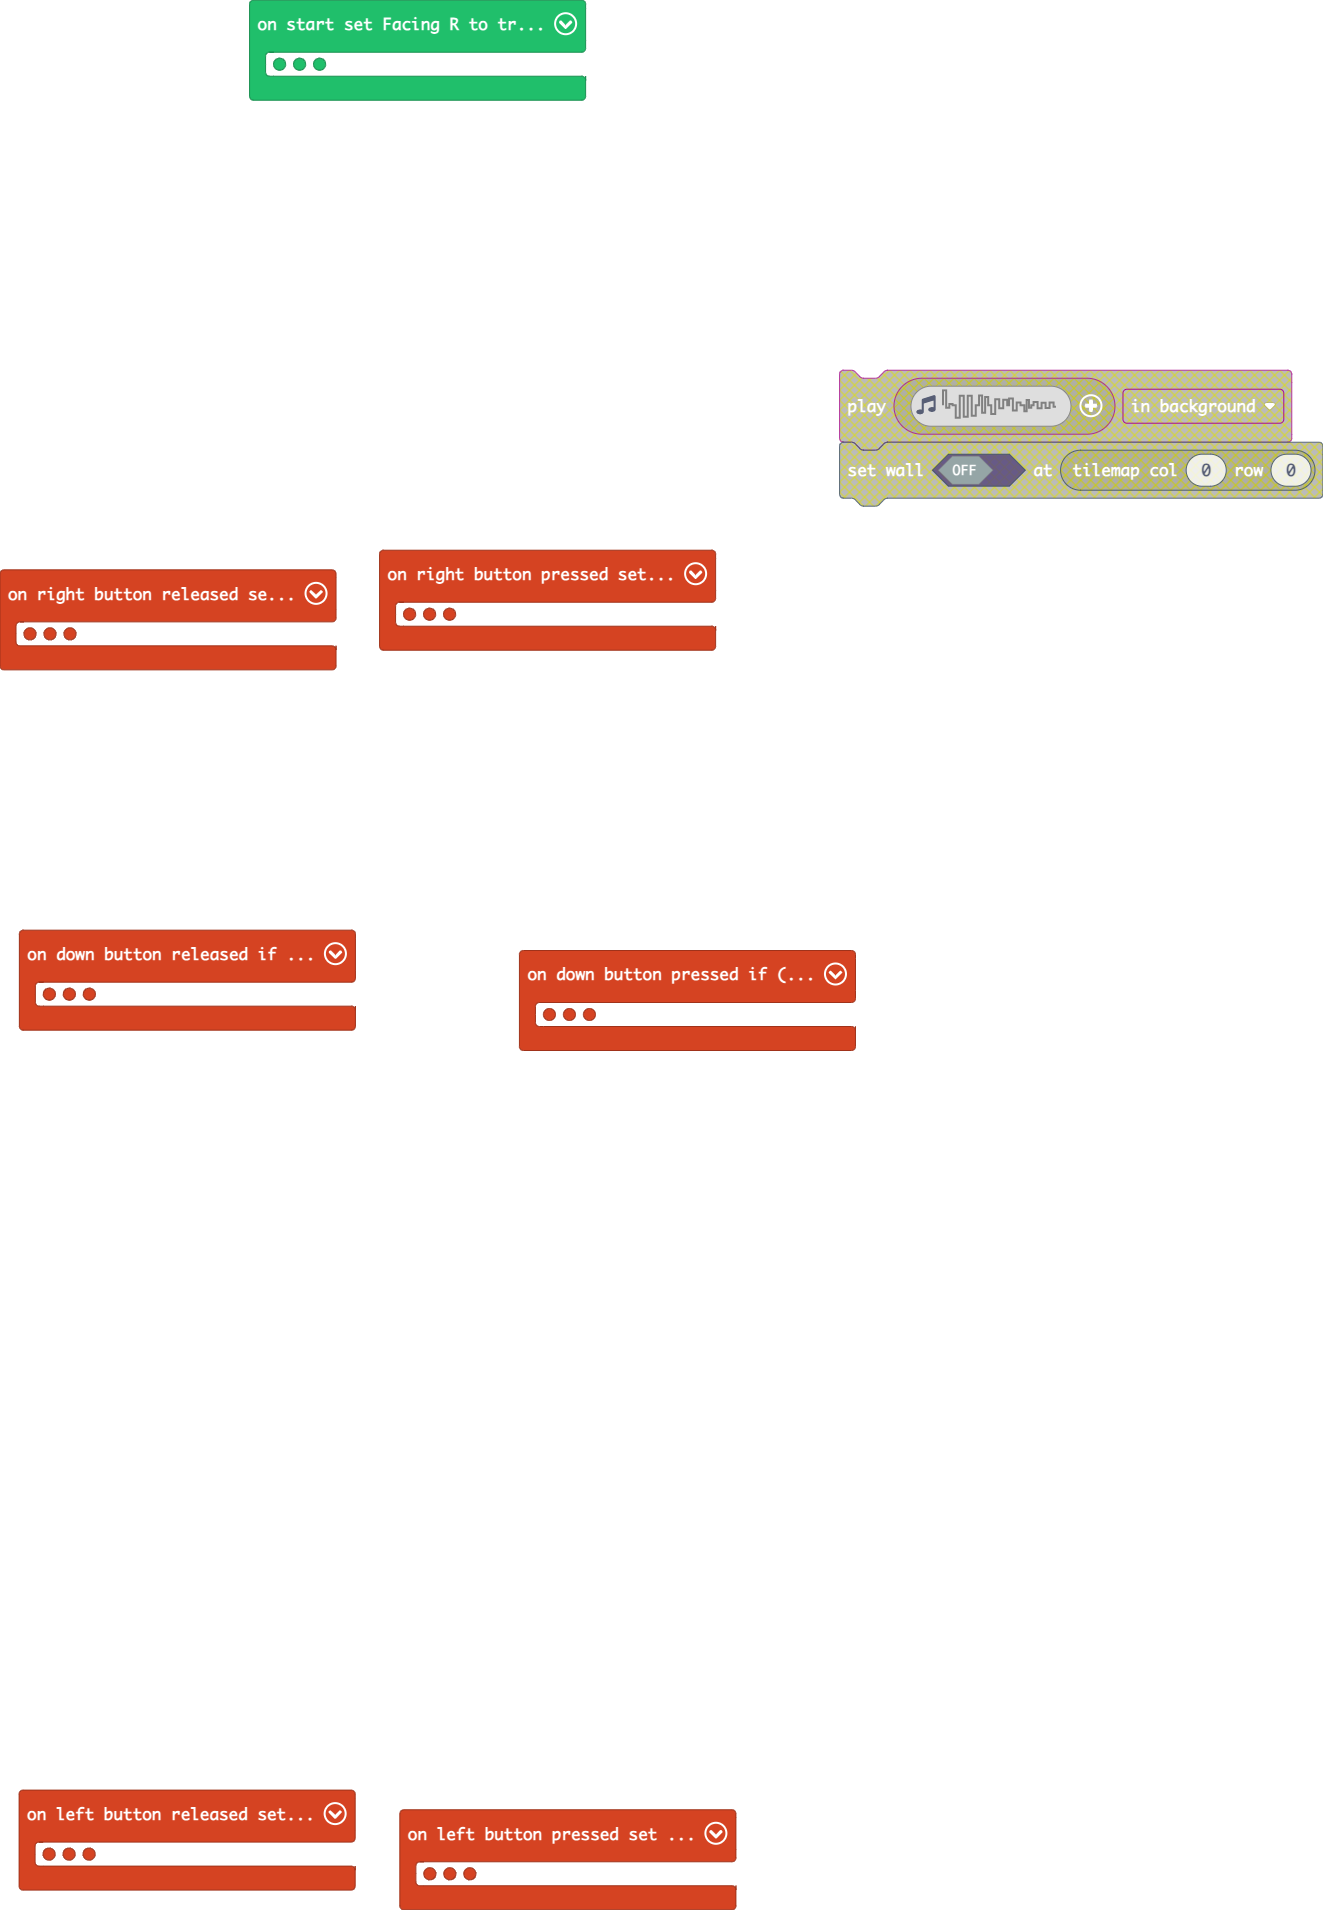 on start set Facing R to tr...
play in background
set wall OFF at tilemap col 0 row 0
on right button released se...
on right button pressed set...
on down button released if ...
on down button pressed if (...
on left button released set...
on left button pressed set ...